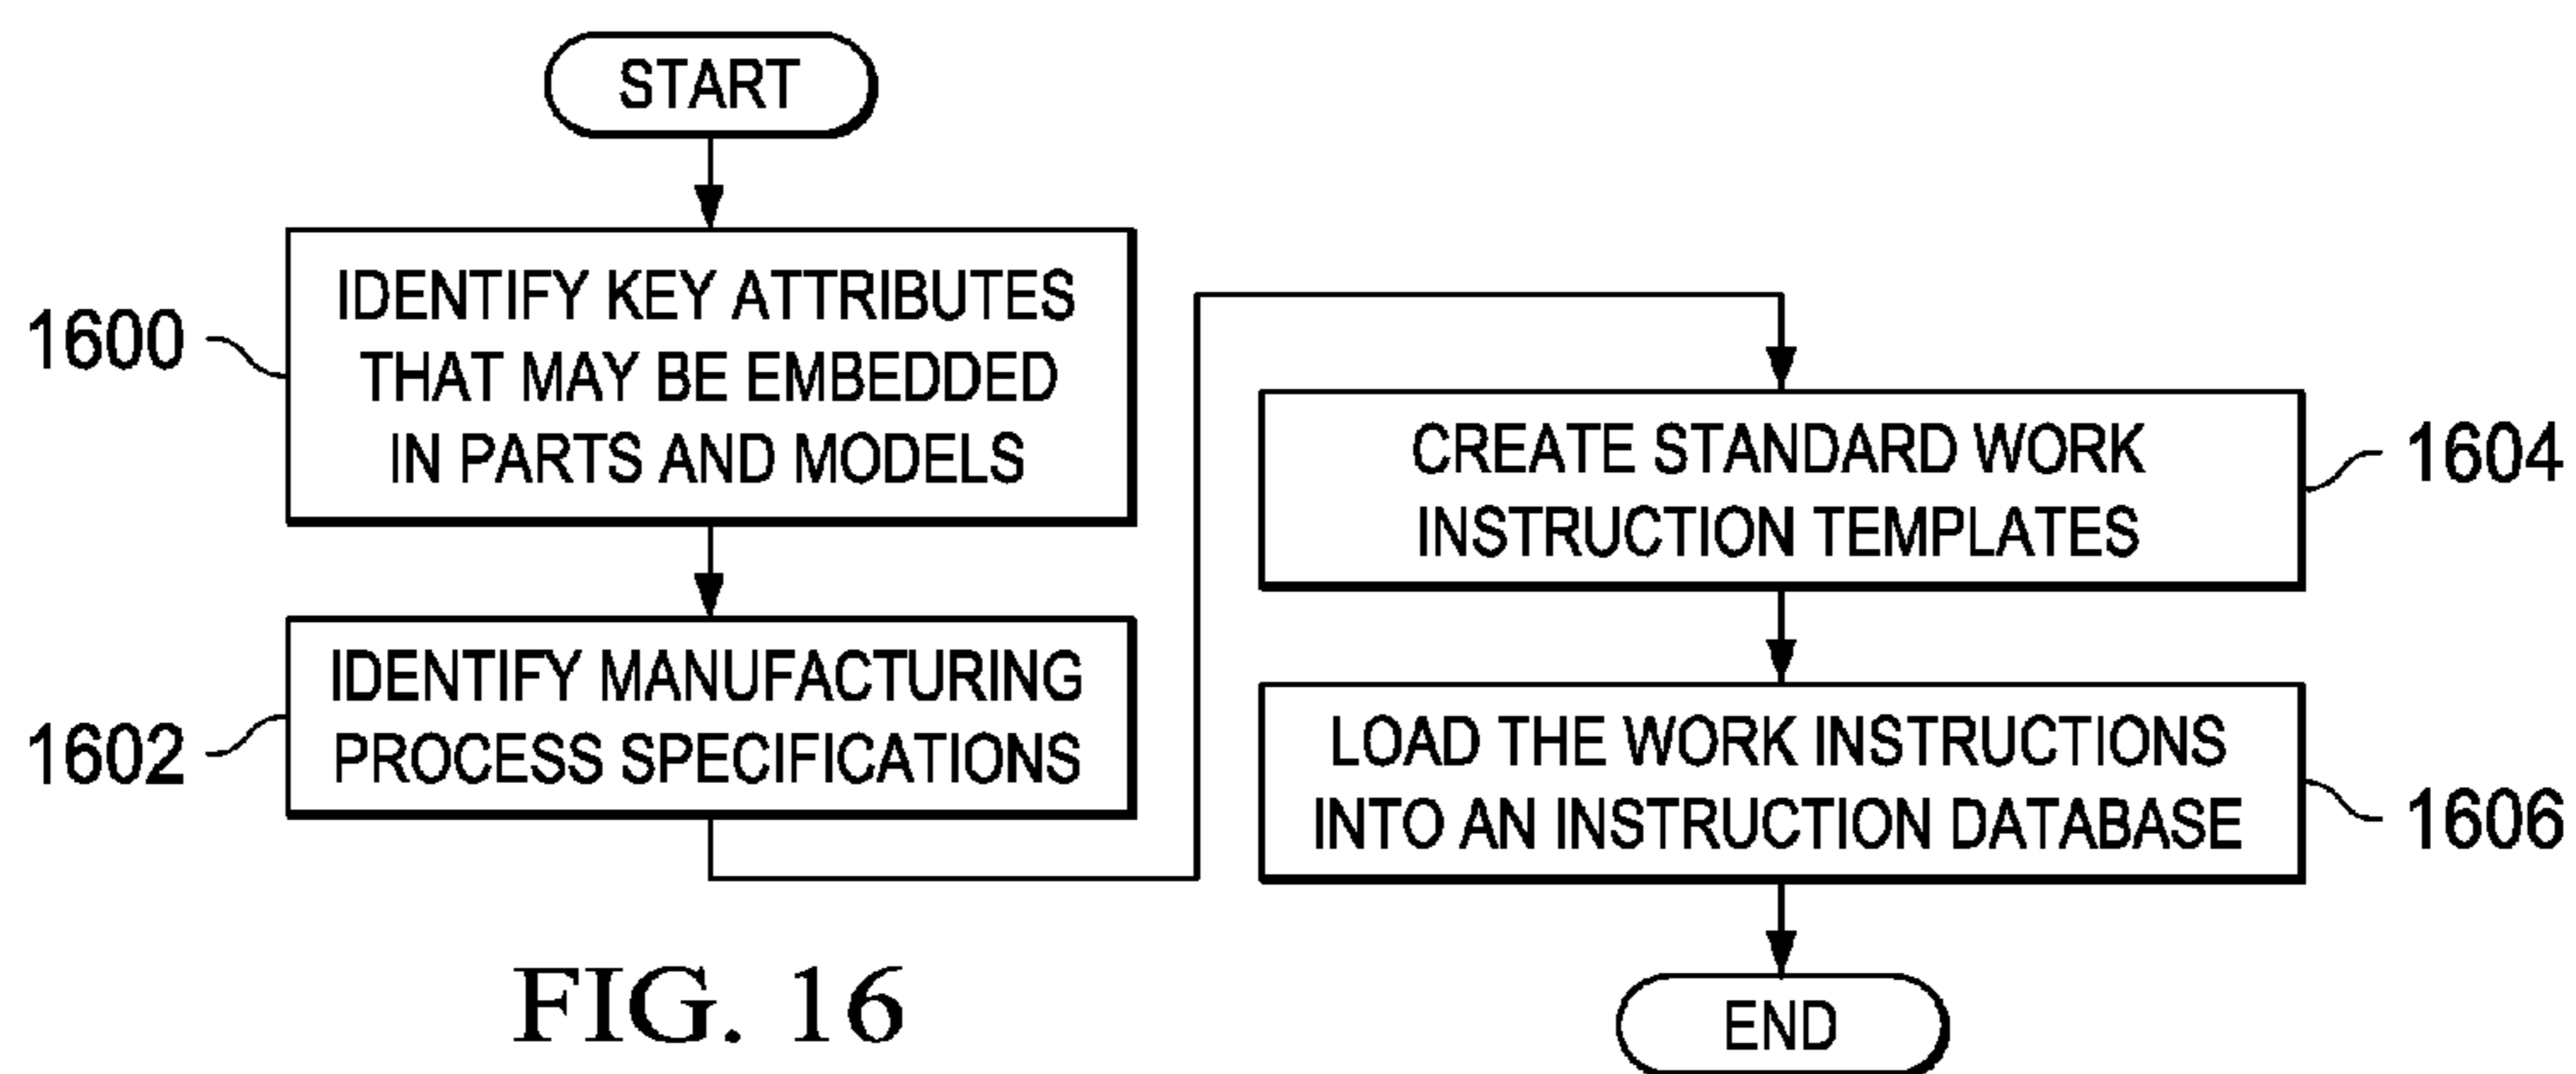 START
1600
IDENTIFY KEY ATTRIBUTES
THAT MAY BE EMBEDDED
IN PARTS AND MODELS
1602
IDENTIFY MANUFACTURING
PROCESS SPECIFICATIONS
CREATE STANDARD WORK
INSTRUCTION TEMPLATES
1604
LOAD THE WORK INSTRUCTIONS
INTO AN INSTRUCTION DATABASE
1606
END
FIG. 16